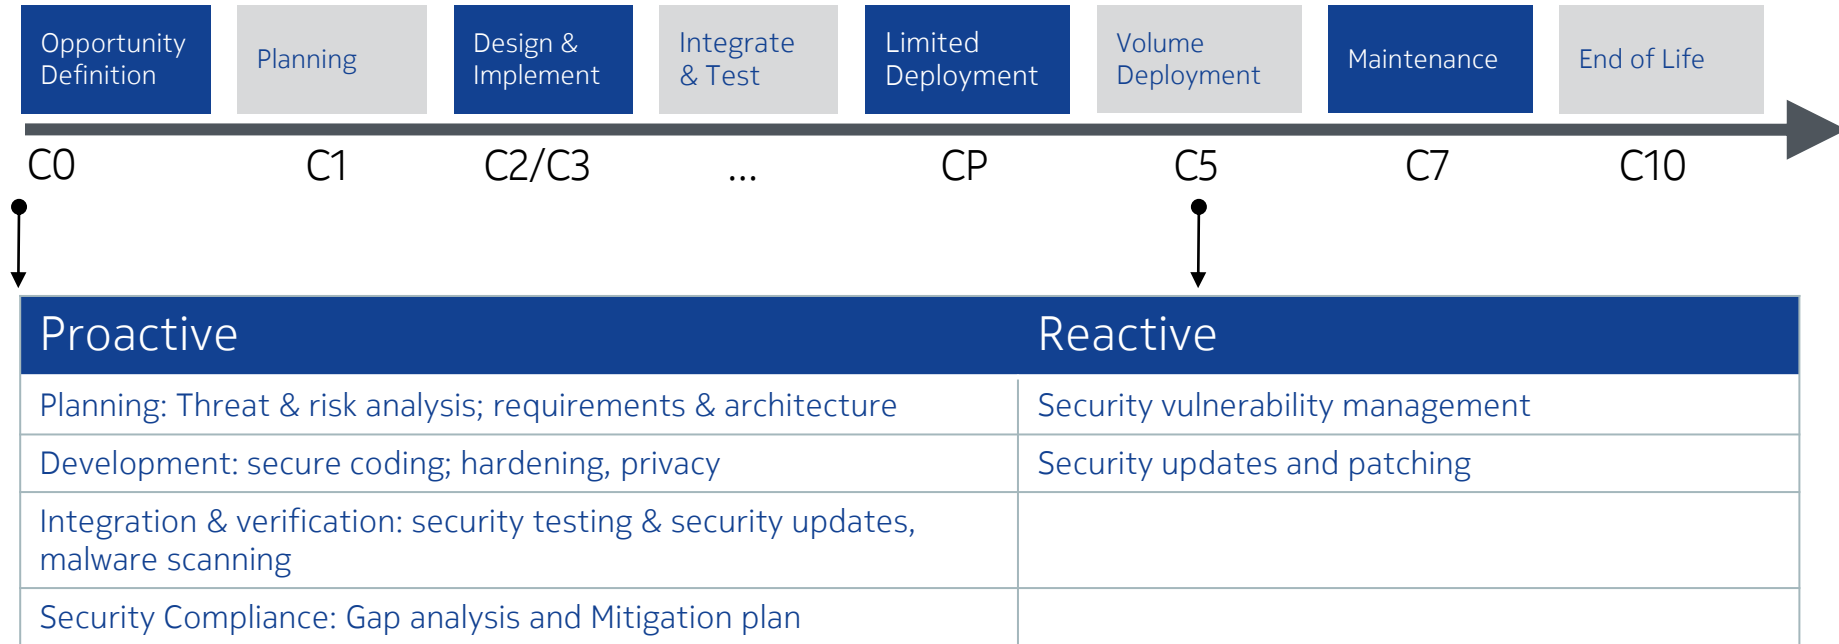 Opportunity
Definition
Planning
Design &
Implement
Integrate
& Test
Limited
Deployment
Volume
Deployment
Maintenance
End of Life
C0
C1
C2/C3
...
CP
C5
C7
C10
Proactive
Reactive
Planning: Threat & risk analysis; requirements & architecture
Security vulnerability management
Development: secure coding; hardening, privacy
Security updates and patching
Integration & verification: security testing & security updates,
malware scanning
Security Compliance: Gap analysis and Mitigation plan